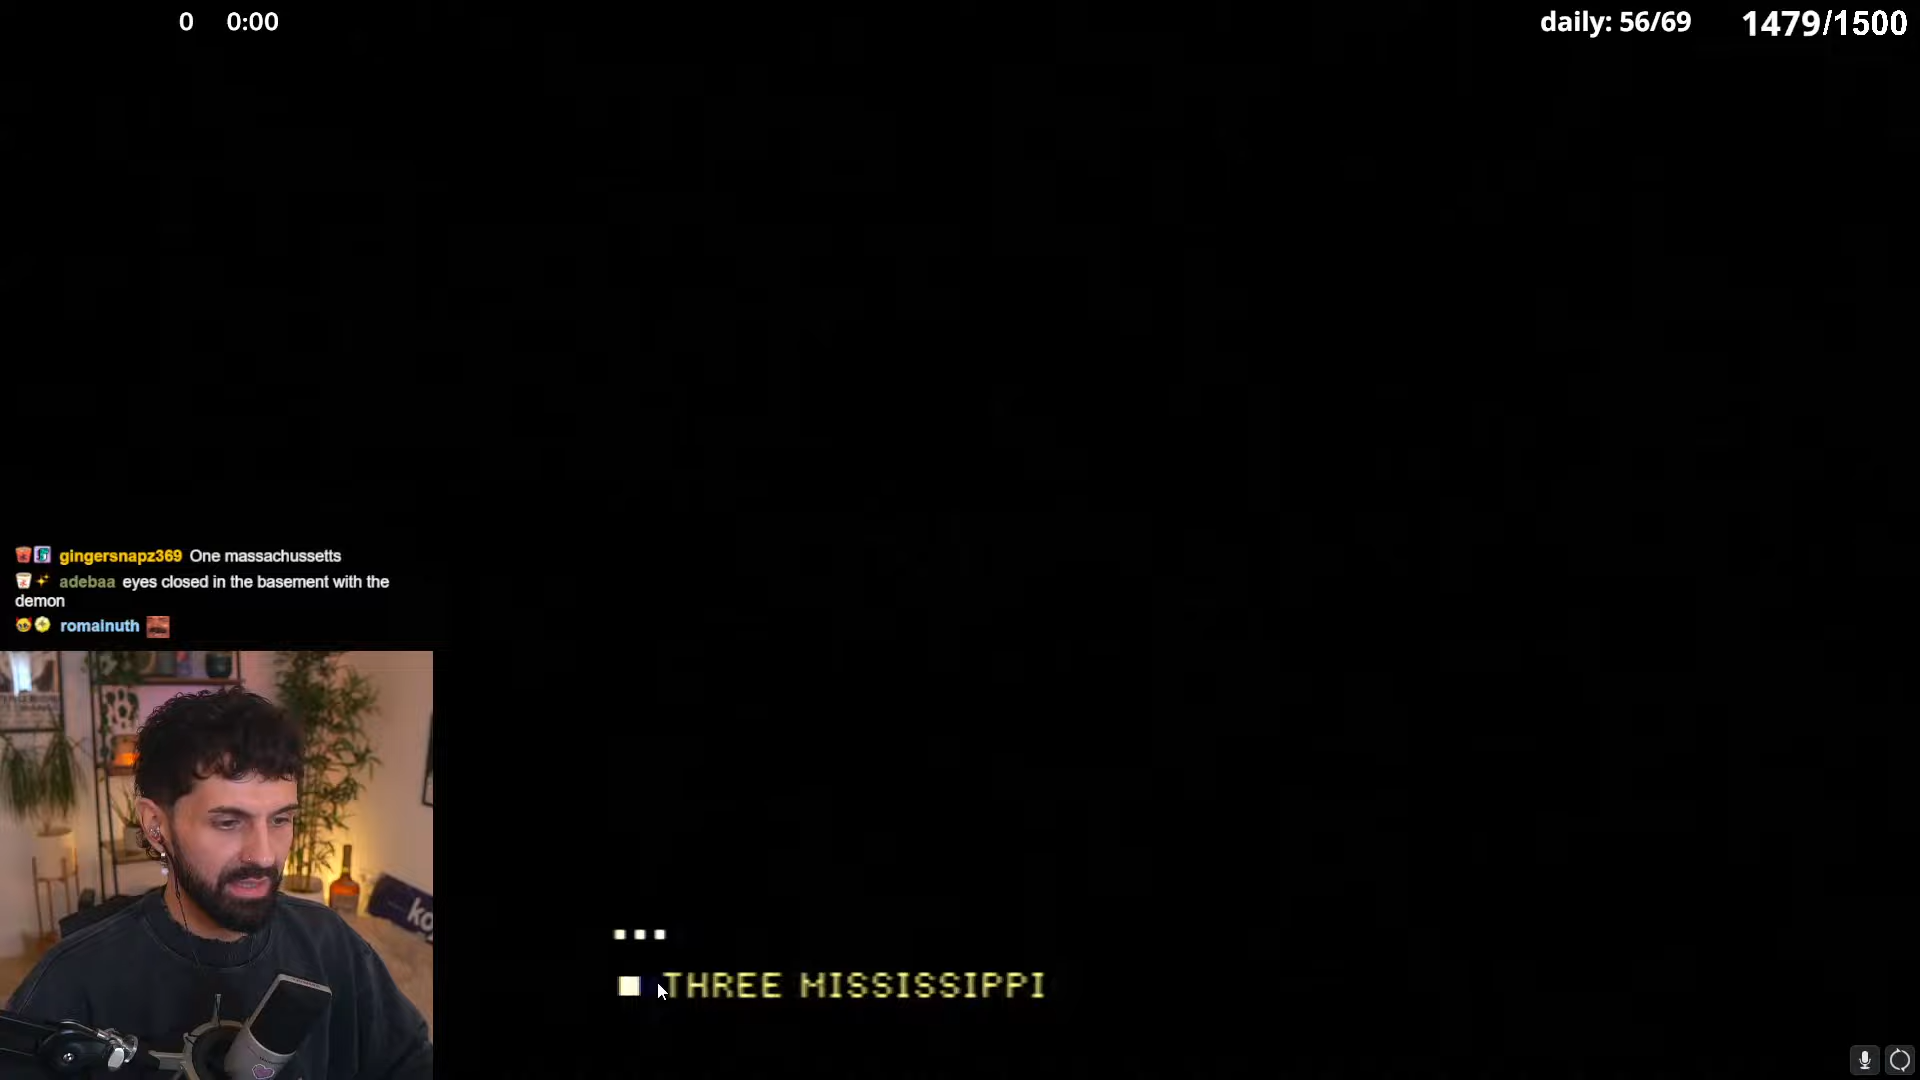 0 0:00
daily: 56/69 1479/1500
gingersnapz369 One massachussetts
adebaa eyes closed in the basement with the
demon
romainuth
...
THREE MISSISSIPPI